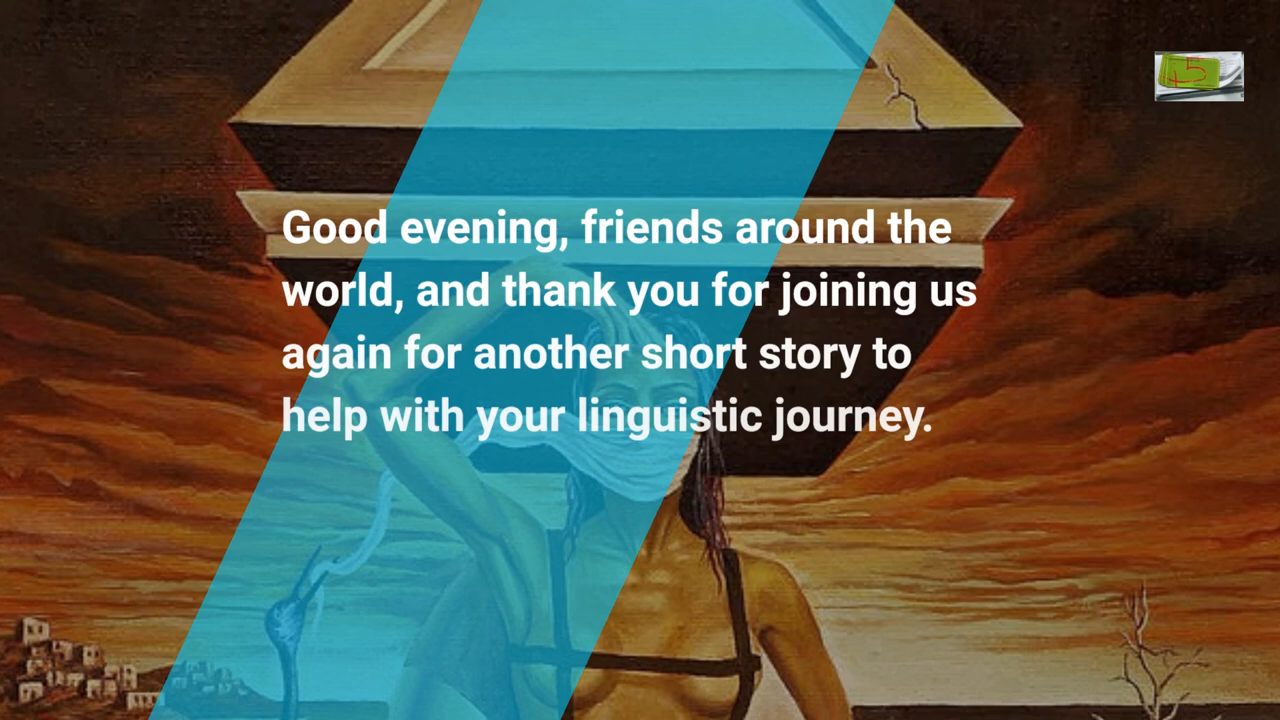 +5
Good evening, friends around the
world, and thank you for joining us
again for another short story to
help with your linguistic journey.